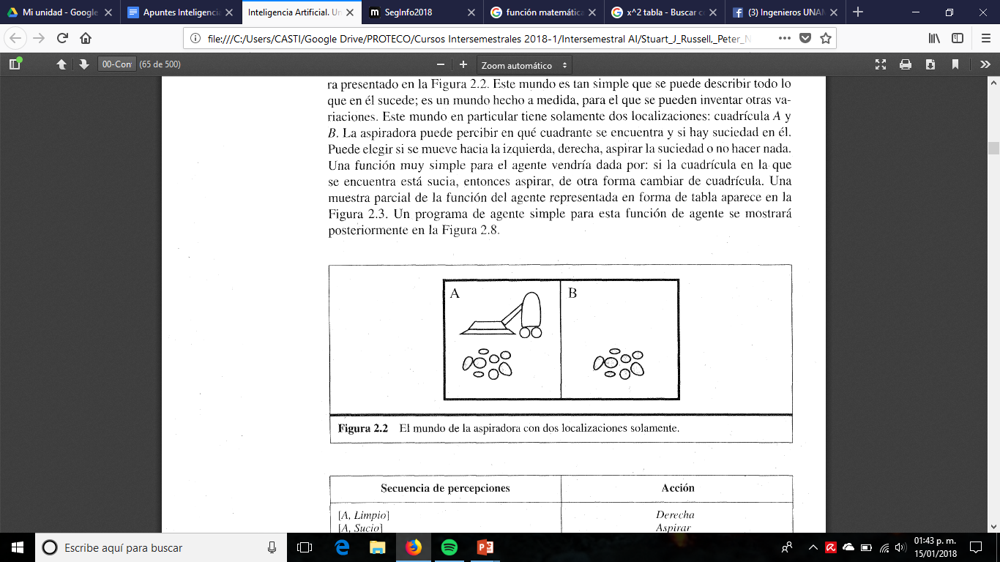 Mi unidad - Google
Apuntes Inteligencia
Inteligencia Artificial. Un
SegInfo2018
función matemática
x^2 tabla - Buscar c
(3) Ingenieros UNAM
file:///C:/Users/CASTI/Google Drive/PROTECO/Cursos Intersemestrales 2018-1/Intersemestral AI/Stuart_J_Russell,_Peter_N
00-Con (65 de 500)
Zoom automático
ra presentado en la Figura 2.2. Este mundo es tan simple que se puede describir todo lo
que en él sucede; es un mundo hecho a medida, para el que se pueden inventar otras va-
riaciones. Este mundo en particular tiene solamente dos localizaciones: cuadrícula A y
B. La aspiradora puede percibir en qué cuadrante se encuentra y si hay suciedad en él.
Puede elegir si se mueve hacia la izquierda, derecha, aspirar la suciedad o no hacer nada.
Una función muy simple para el agente vendría dada por: si la cuadrícula en la que
se encuentra está sucia, entonces aspirar, de otra forma cambiar de cuadrícula. Una
muestra parcial de la función del agente representada en forma de tabla aparece en la
Figura 2.3. Un programa de agente simple para esta función de agente se mostrará
posteriormente en la Figura 2.8.
A B
Figura 2.2 El mundo de la aspiradora con dos localizaciones solamente.
Secuencia de percepciones Acción
[A, Limpio] Derecha
[A, Sucio] Aspirar
Escribe aquí para buscar
01:43 p. m.
15/01/2018